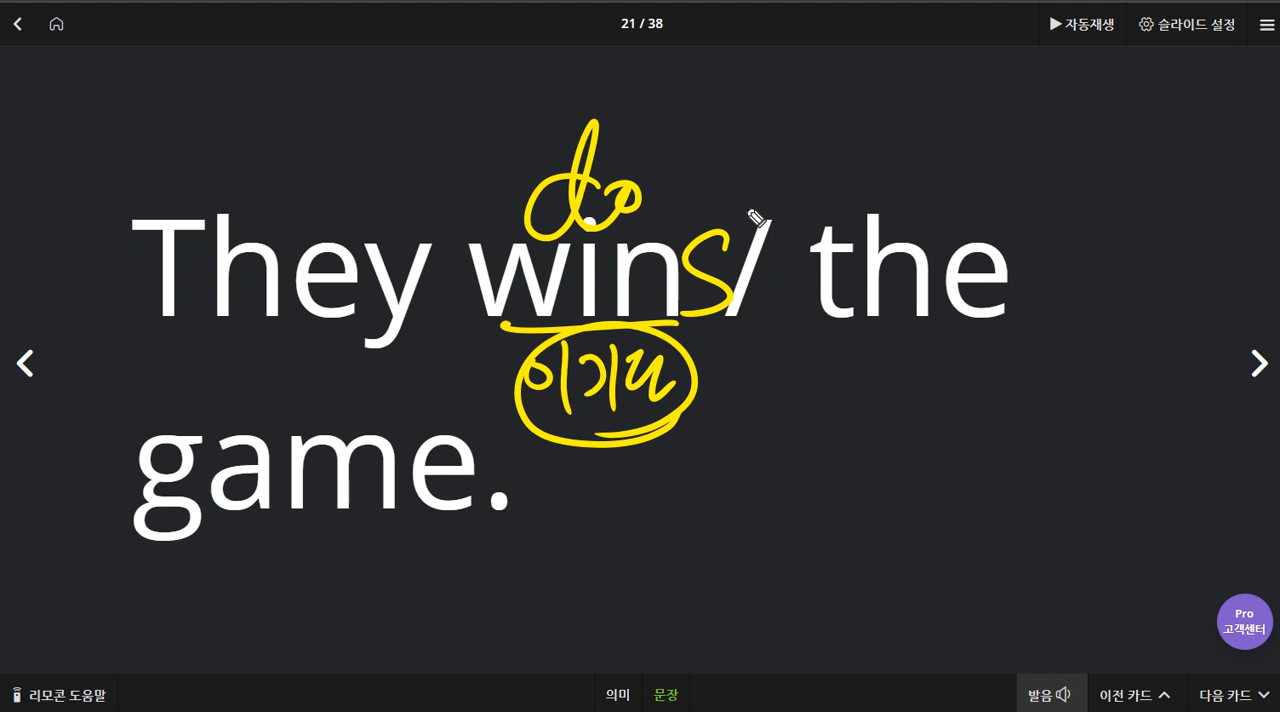 21 / 38
자동재생
슬라이드 설정
do
They wins/ the
이기다
game.
Pro
고객센터
리모콘 도움말
의미
문장
발음
이전 카드
다음 카드